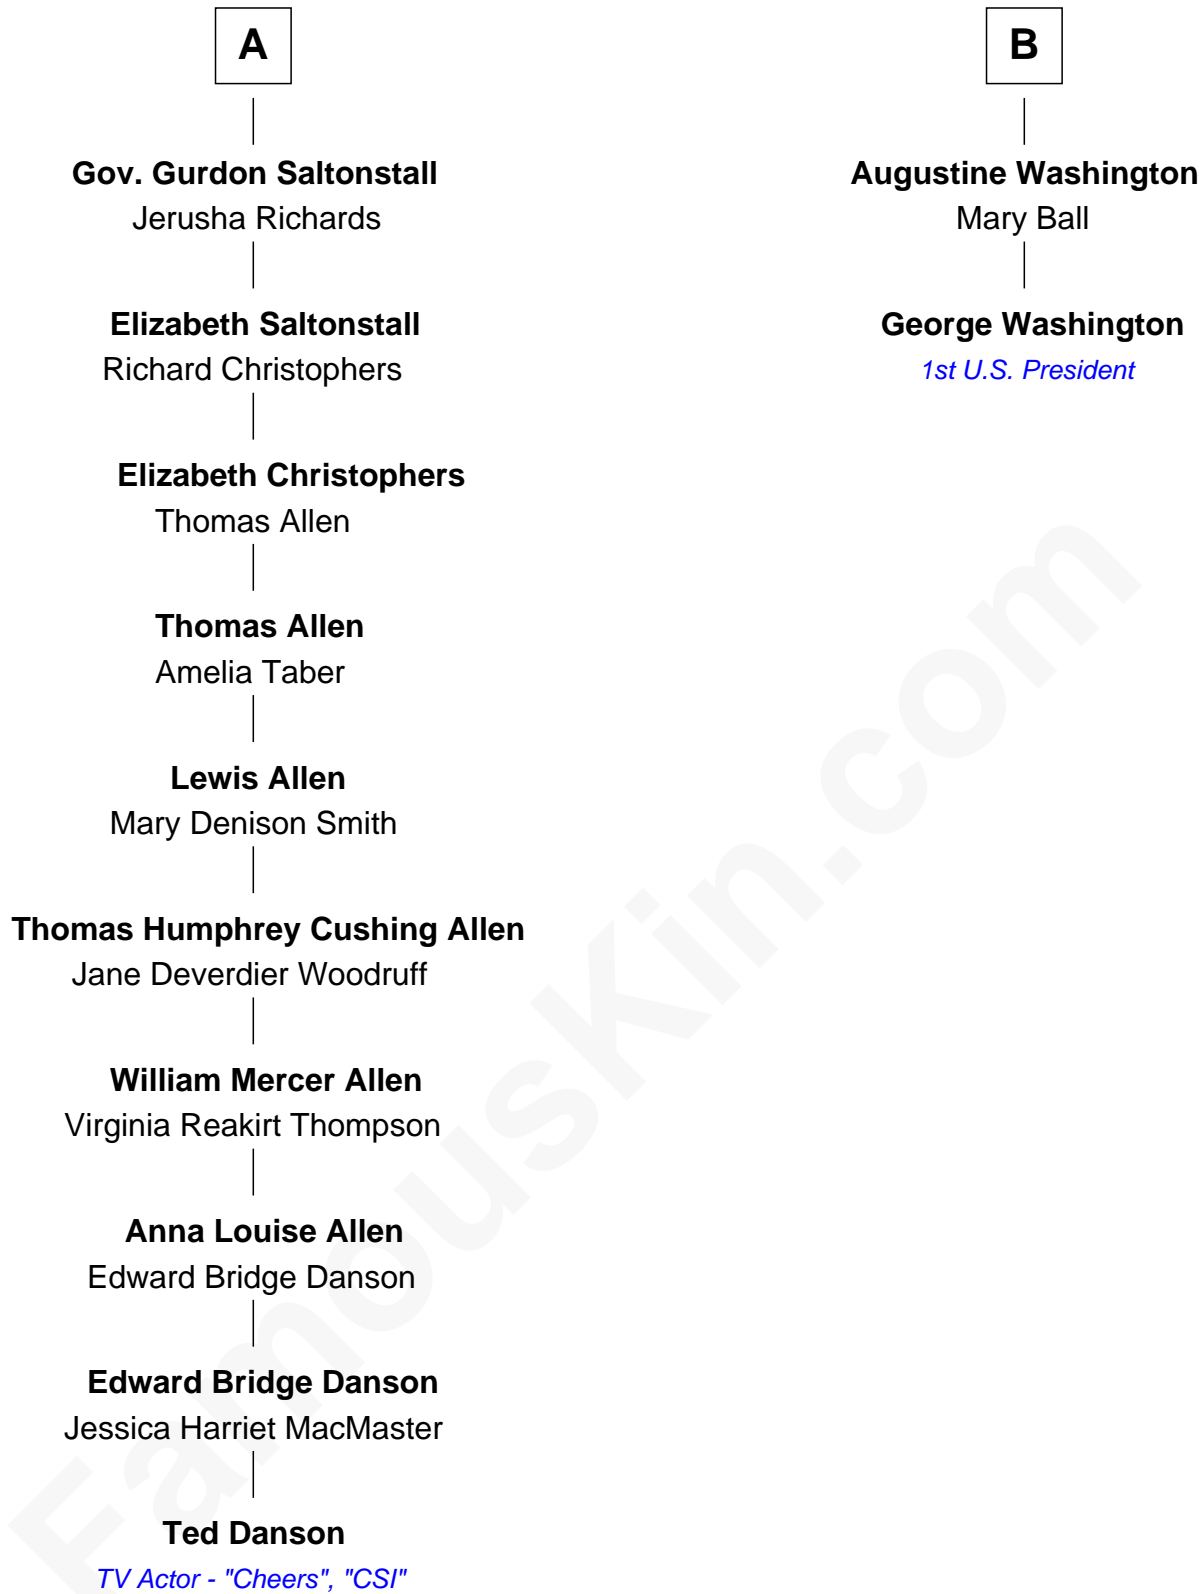 A
Gov. Gurdon Saltonstall
Jerusha Richards
Elizabeth Saltonstall
Richard Christophers
Elizabeth Christophers
Thomas Allen
Thomas Allen
Amelia Taber
Lewis Allen
Mary Denison Smith
Thomas Humphrey Cushing Allen
Jane Deverdier Woodruff
William Mercer Allen
Virginia Reakirt Thompson
Anna Louise Allen
Edward Bridge Danson
Edward Bridge Danson
Jessica Harriet MacMaster
Ted Danson
TV Actor - "Cheers", "CSI"
B
Augustine Washington
Mary Ball
George Washington
1st U.S. President
FamousKin.com